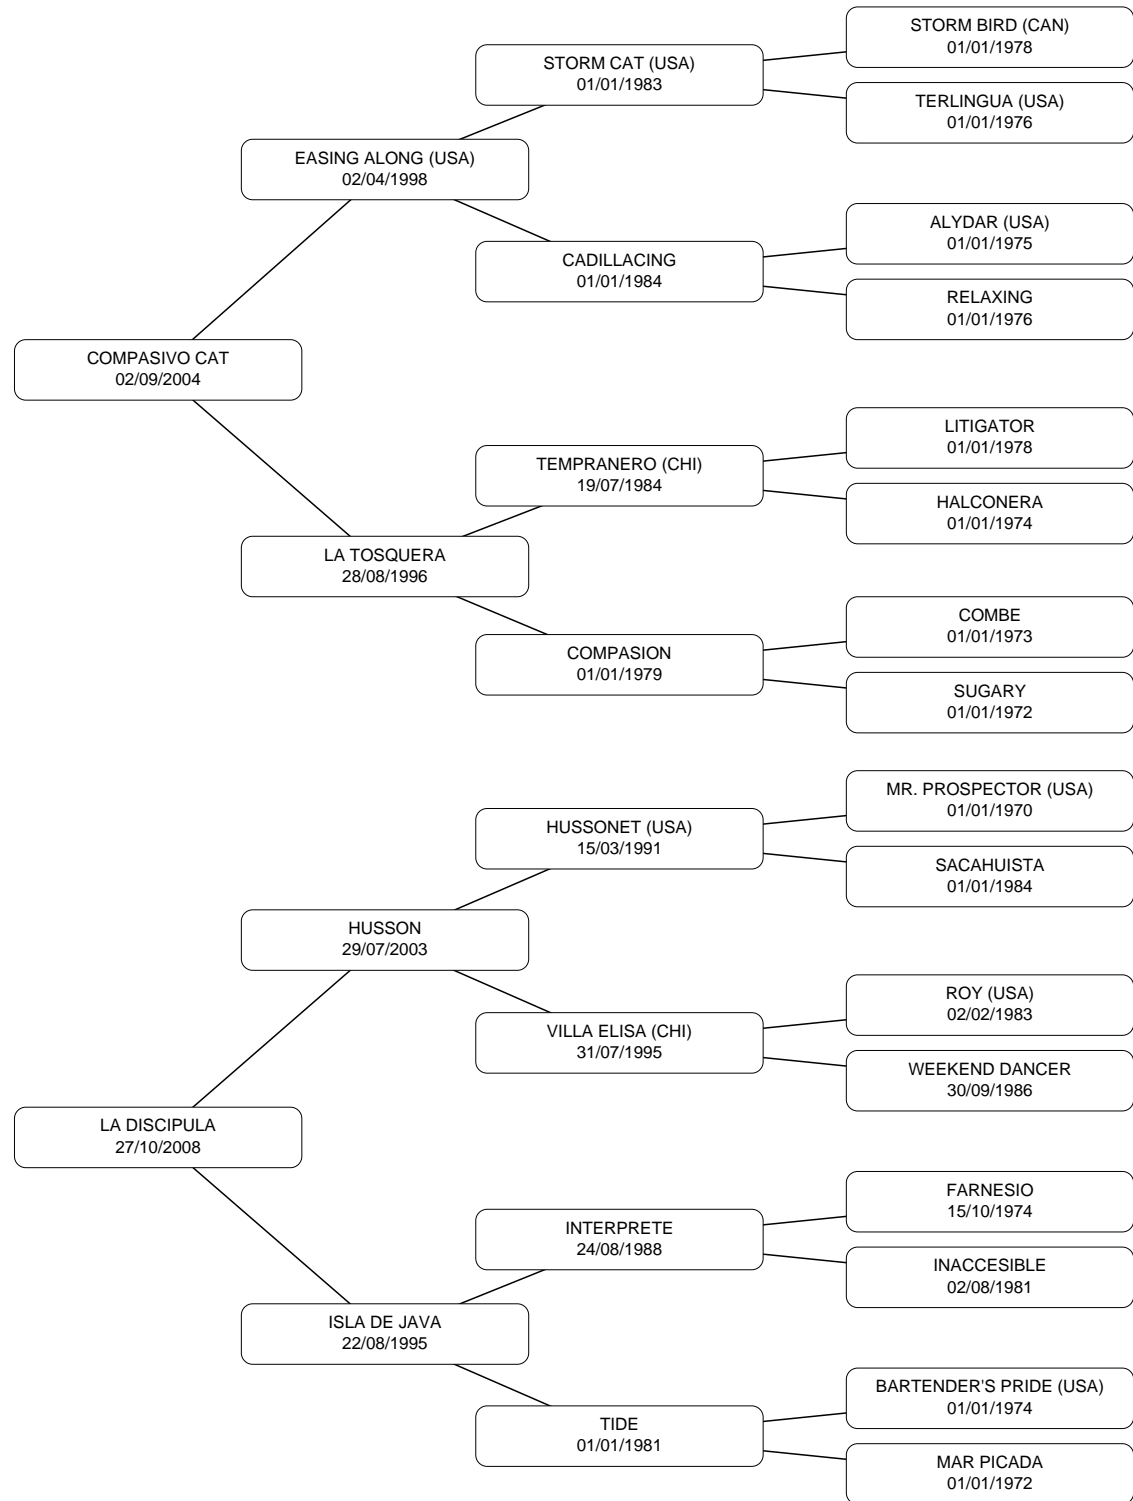 STORM BIRD (CAN)
01/01/1978
STORM CAT (USA)
01/01/1983
TERLINGUA (USA)
01/01/1976
EASING ALONG (USA)
02/04/1998
ALYDAR (USA)
01/01/1975
CADILLACING
01/01/1984
RELAXING
01/01/1976
COMPASIVO CAT
02/09/2004
LITIGATOR
01/01/1978
TEMPRANERO (CHI)
19/07/1984
HALCONERA
01/01/1974
LA TOSQUERA
28/08/1996
COMBE
01/01/1973
COMPASION
01/01/1979
SUGARY
01/01/1972
MR. PROSPECTOR (USA)
01/01/1970
HUSSONET (USA)
15/03/1991
SACAHUISTA
01/01/1984
HUSSON
29/07/2003
ROY (USA)
02/02/1983
VILLA ELISA (CHI)
31/07/1995
WEEKEND DANCER
30/09/1986
LA DISCIPULA
27/10/2008
FARNESIO
15/10/1974
INTERPRETE
24/08/1988
INACCESIBLE
02/08/1981
ISLA DE JAVA
22/08/1995
BARTENDER'S PRIDE (USA)
01/01/1974
TIDE
01/01/1981
MAR PICADA
01/01/1972